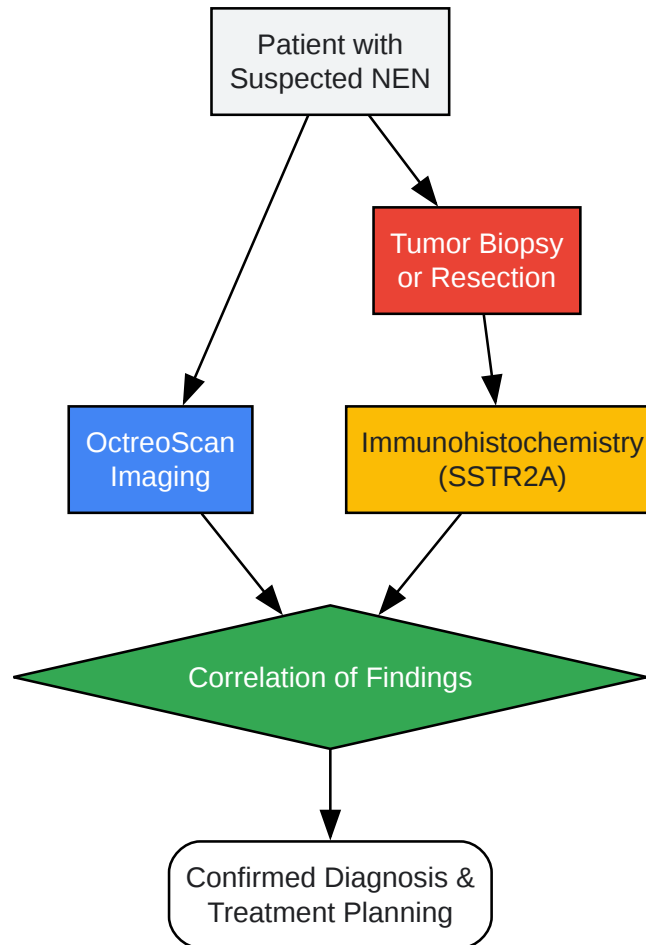 Patient with
Suspected NEN
Tumor Biopsy
or Resection
OctreoScan
Imaging
Immunohistochemistry
(SSTR2A)
Correlation of Findings
Confirmed Diagnosis &
Treatment Planning